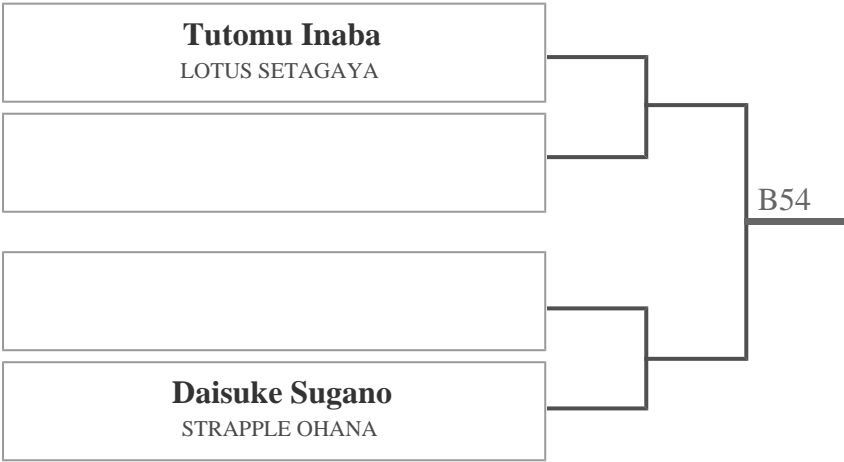 Tutomu Inaba
LOTUS SETAGAYA
B54
Daisuke Sugano
STRAPPLE OHANA